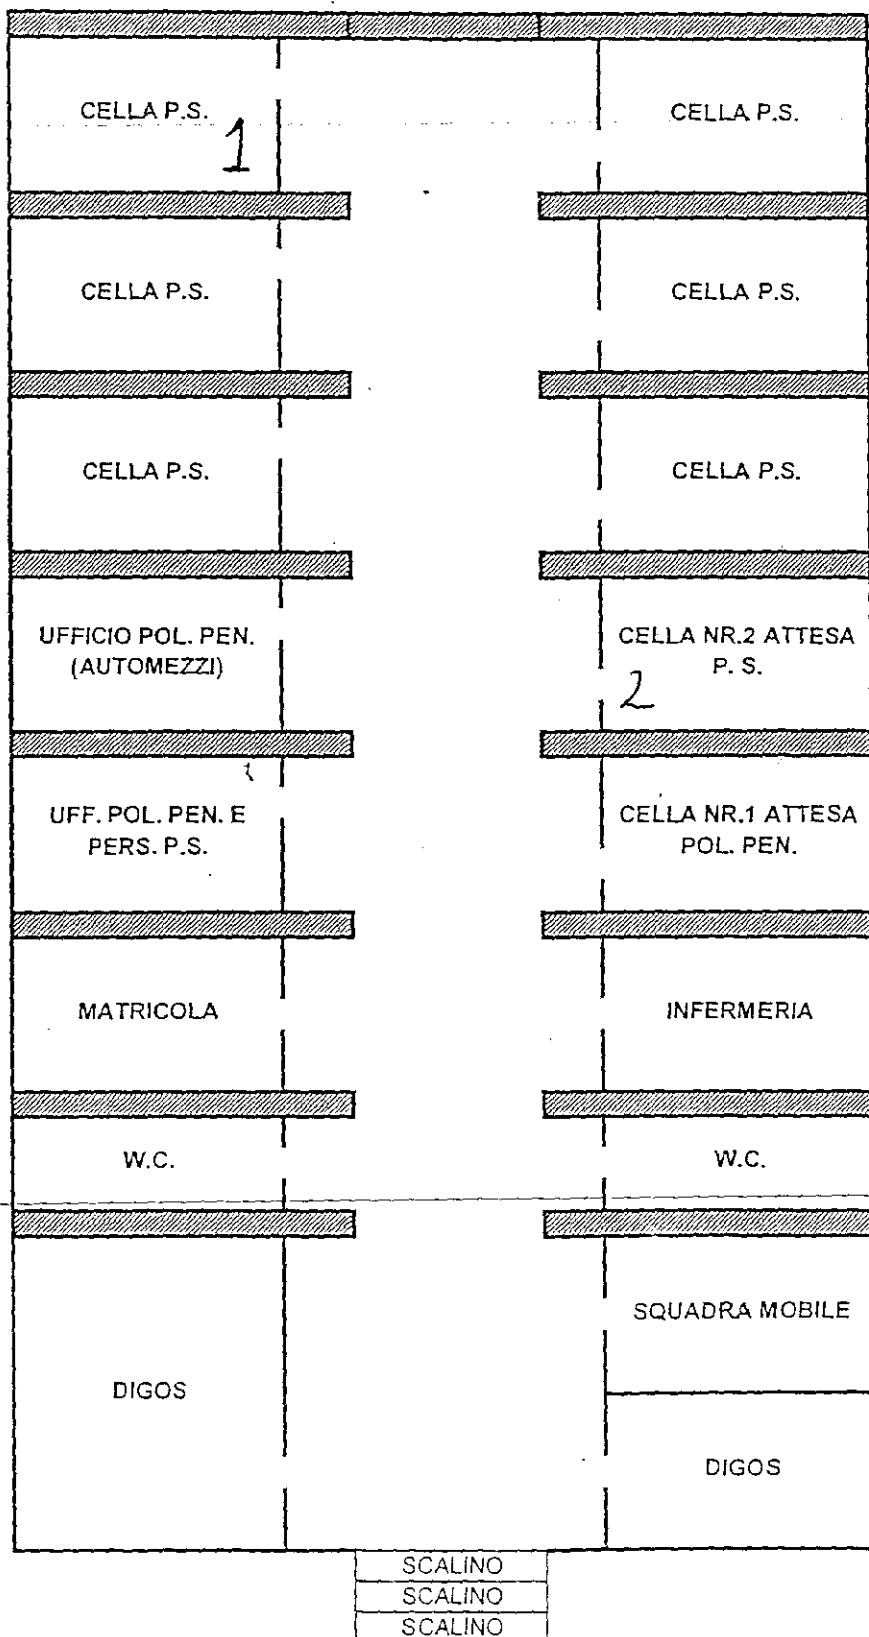 CELLA P.S.
1
CELLA P.S.
CELLA P.S.
CELLA P.S.
CELLA P.S.
CELLA P.S.
UFFICIO POL. PEN.
(AUTOMEZZI)
CELLA NR.2 ATTESA
P. S.
2
UFF. POL. PEN. E
PERS. P.S.
CELLA NR.1 ATTESA
POL. PEN.
MATRICOLA
INFERMERIA
W.C.
W.C.
DIGOS
SQUADRA MOBILE
DIGOS
SCALINO
SCALINO
SCALINO